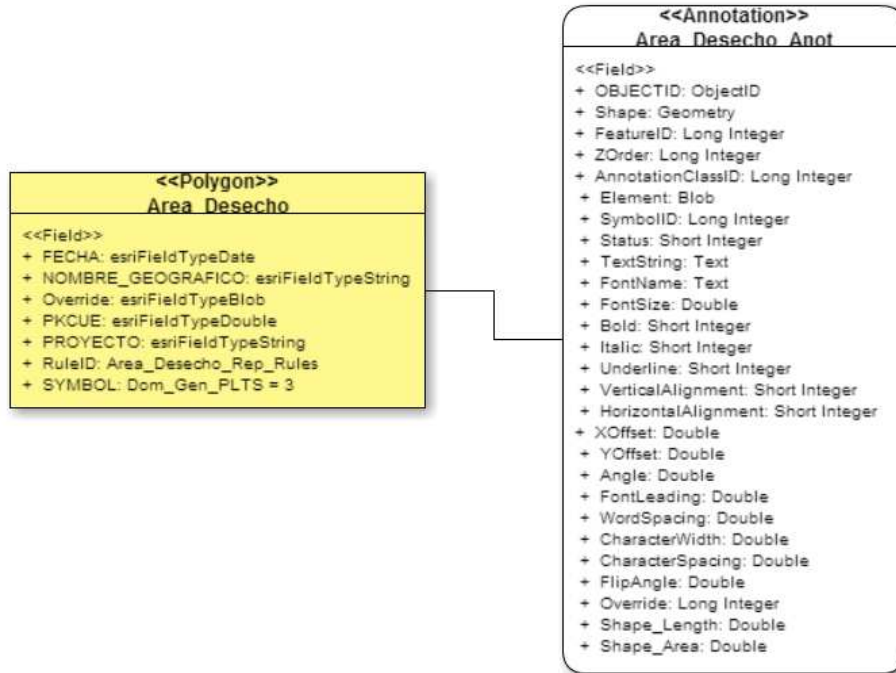 <<Polygon>>
Area_Desecho
<<Field>>
+ FECHA: esriFieldTypeDate
+ NOMBRE_GEOGRAFICO: esriFieldTypeString
+ Override: esriFieldTypeBlob
+ PKCUE: esriFieldTypeDouble
+ PROYECTO: esriFieldTypeString
+ RuleID: Area_Desecho_Rep_Rules
+ SYMBOL: Dom_Gen_PLTS = 3
<<Annotation>>
Area_Desecho_Anot
<<Field>>
+ OBJECTID: ObjectID
+ Shape: Geometry
+ FeatureID: Long Integer
+ ZOrder: Long Integer
+ AnnotationClassID: Long Integer
+ Element: Blob
+ SymbolID: Long Integer
+ Status: Short Integer
+ TextString: Text
+ FontName: Text
+ FontSize: Double
+ Bold: Short Integer
+ Italic: Short Integer
+ Underline: Short Integer
+ VerticalAlignment: Short Integer
+ HorizontalAlignment: Short Integer
+ XOffset: Double
+ YOffset: Double
+ Angle: Double
+ FontLeading: Double
+ WordSpacing: Double
+ CharacterWidth: Double
+ CharacterSpacing: Double
+ FlipAngle: Double
+ Override: Long Integer
+ Shape_Length: Double
+ Shape_Area: Double